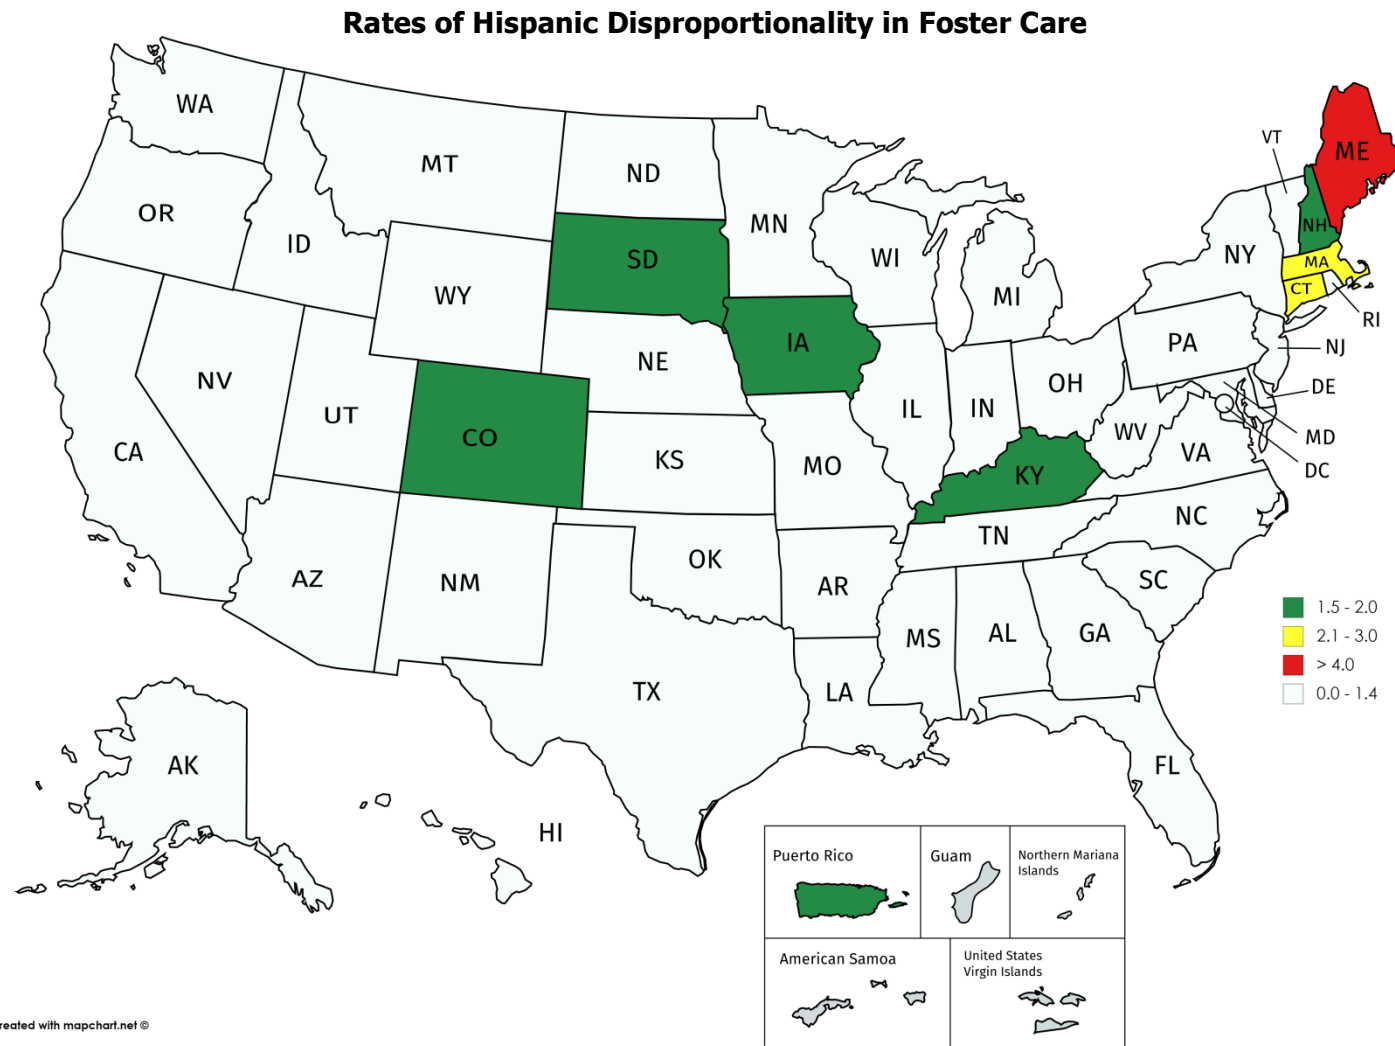 Rates of Hispanic Disproportionality in Foster Care
WA
OR
CA
NV
ID
MT
WY
UT
AZ
CO
NM
ND
SD
NE
KS
OK
TX
MN
IA
MO
AR
LA
WI
IL
MI
IN
OH
KY
TN
MS
AL
GA
FL
SC
NC
VA
WV
PA
NY
VT
NH
ME
MA
CT
RI
NJ
DE
MD
DC
AK
HI
1.5 - 2.0
2.1 - 3.0
> 4.0
0.0 - 1.4
Puerto Rico
Guam
Northern Mariana
Islands
American Samoa
United States
Virgin Islands
reated with mapchart.net ©